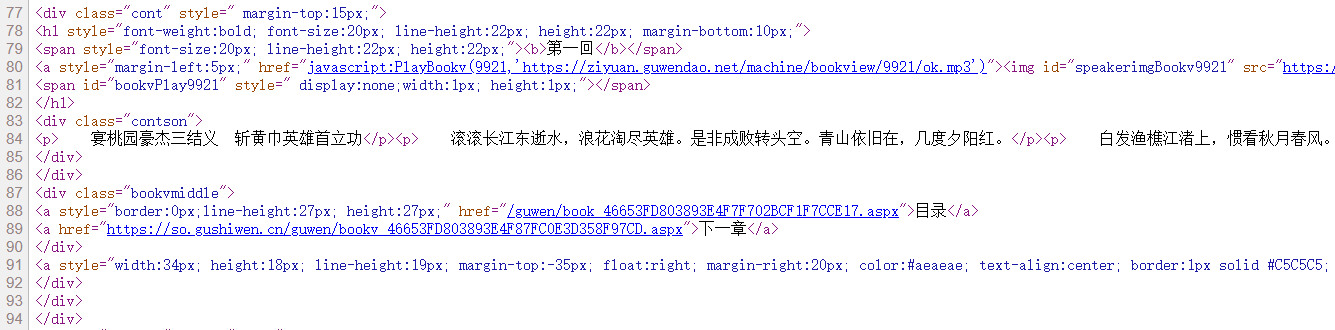 77 <div class="cont" style=" margin-top:15px;">
78 <h1 style="font-weight:bold; font-size:20px; line-height:22px; height:22px; margin-bottom:10px;">
79 <span style="font-size:20px; line-height:22px; height:22px;"><b>第一回</b></span>
80 <a style="margin-left:5px;" href="javascript:PlayBookv(9921,'https://ziyuan.guwendao.net/machine/bookview/9921/ok.mp3')"><img id="speakerimgBookv9921" src="https:
81 <span id="bookvPlay9921" style=" display:none;width:1px; height:1px;"></span>
82 </h1>
83 <div class="contson">
84 <p>　　宴桃园豪杰三结义　斩黄巾英雄首立功</p><p>　　滚滚长江东逝水，浪花淘尽英雄。是非成败转头空。青山依旧在，几度夕阳红。</p><p>　　白发渔樵江渚上，惯看秋月春风。
85 </div>
86 </div>
87 <div class="bookvmiddle">
88 <a style="border:0px;line-height:27px; height:27px;" href="/guwen/book_46653FD803893E4F7F702BCF1F7CCE17.aspx">目录</a>
89 <a href="https://so.gushiwen.cn/guwen/bookv_46653FD803893E4F87FC0E3D358F97CD.aspx">下一章</a>
90 </div>
91 <a style="width:34px; height:18px; line-height:19px; margin-top:-35px; float:right; margin-right:20px; color:#aeaeae; text-align:center; border:1px solid #C5C5C5;
92 </div>
93 </div>
94 </div>